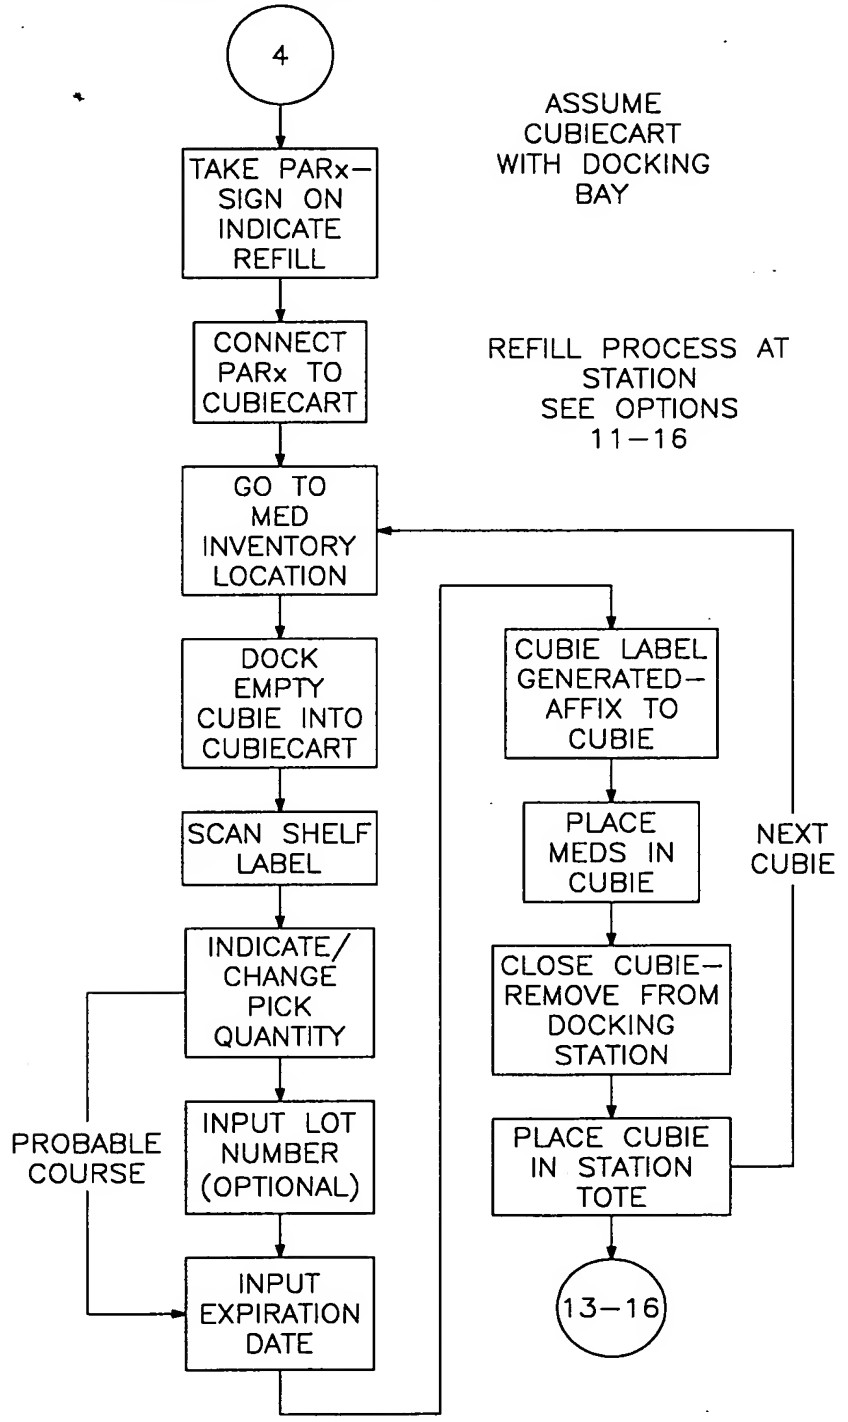 4
ASSUME
CUBIECART
WITH DOCKING
BAY
TAKE PARx—
SIGN ON
INDICATE
REFILL
CONNECT
PARx TO
CUBIECART
REFILL PROCESS AT
STATION
SEE OPTIONS
11—16
GO TO
MED
INVENTORY
LOCATION
DOCK
EMPTY
CUBIE INTO
CUBIECART
SCAN SHELF
LABEL
INDICATE/
CHANGE
PICK
QUANTITY
PROBABLE
COURSE
INPUT LOT
NUMBER
(OPTIONAL)
INPUT
EXPIRATION
DATE
CUBIE LABEL
GENERATED—
AFFIX TO
CUBIE
PLACE
MEDS IN
CUBIE
NEXT
CUBIE
CLOSE CUBIE—
REMOVE FROM
DOCKING
STATION
PLACE CUBIE
IN STATION
TOTE
13—16